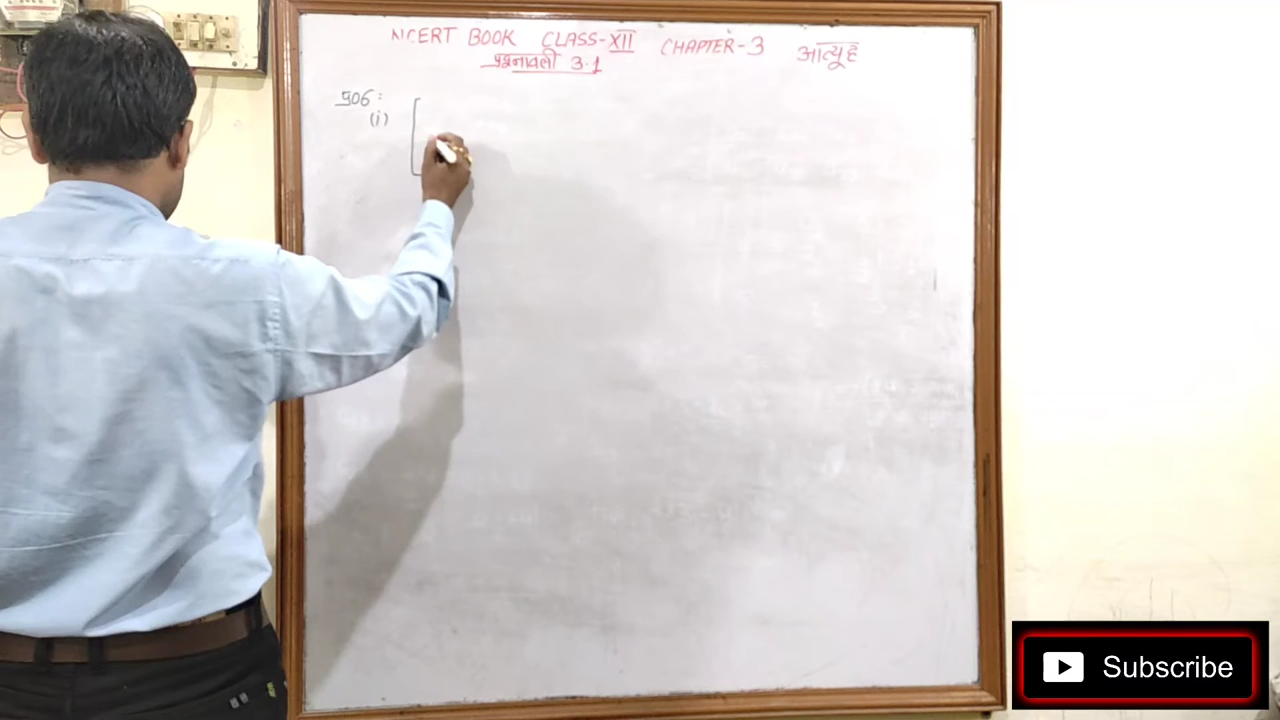 NCERT BOOK CLASS-XII CHAPTER-3 आव्यूह
प्रश्नावली 3.1
प्र06:
(i) [
Subscribe